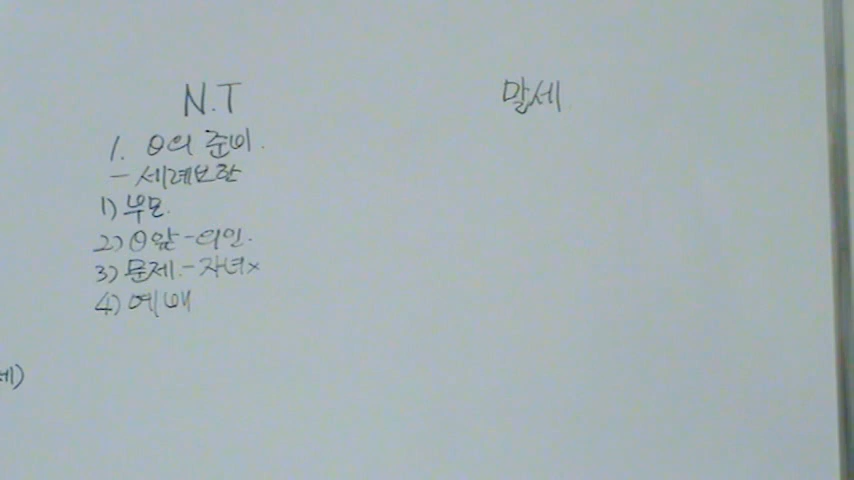 N.T
1. θ의 준비.
- 세례요한
1) 부모.
2) θ앞 - 의인.
3) 문제. - 자녀×
4) 예배
말세
세)